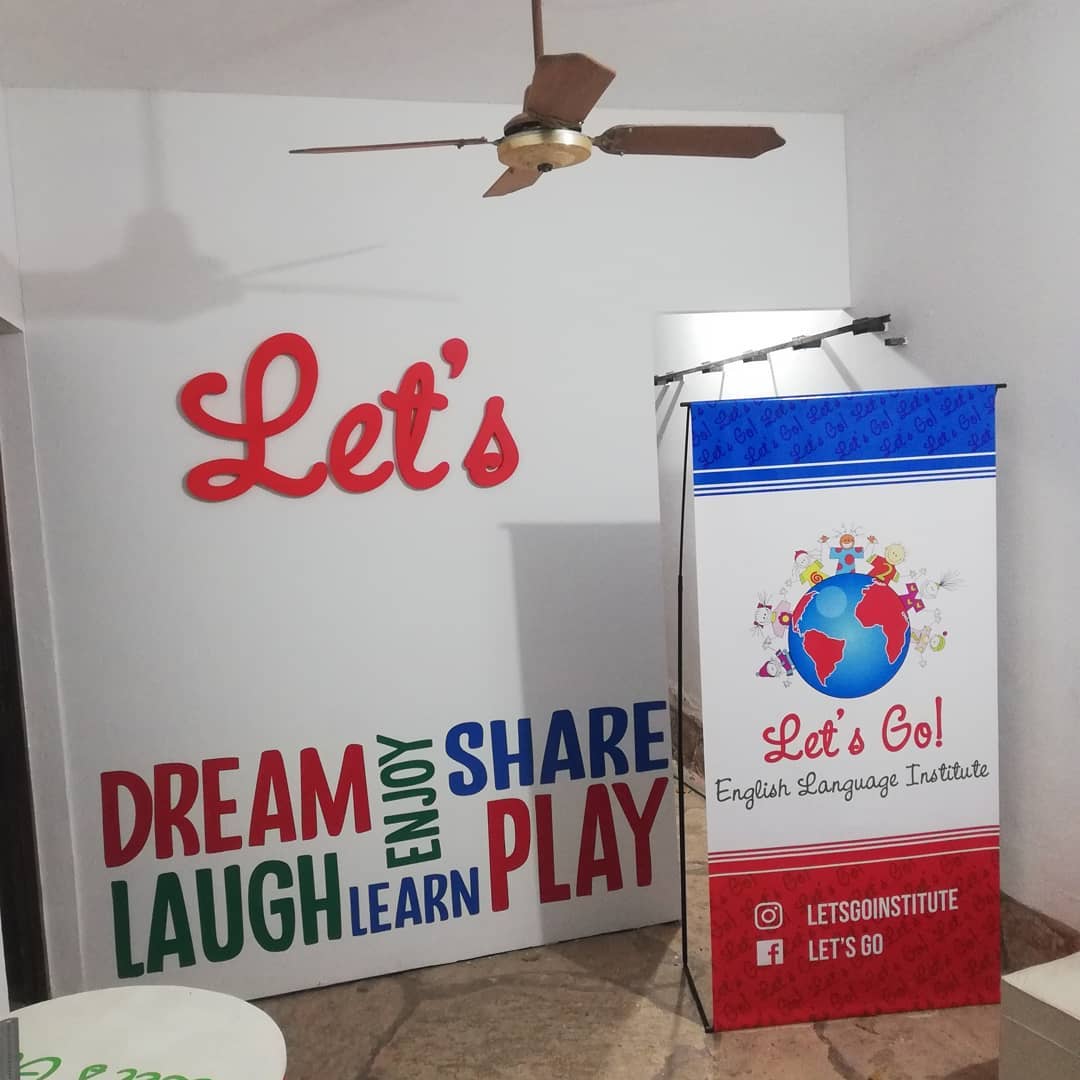 Let's
DREAM
ENJOY
SHARE
LAUGH
LEARN
PLAY
Let's Go!
English Language Institute
LETSGOINSTITUTE
LET'S GO